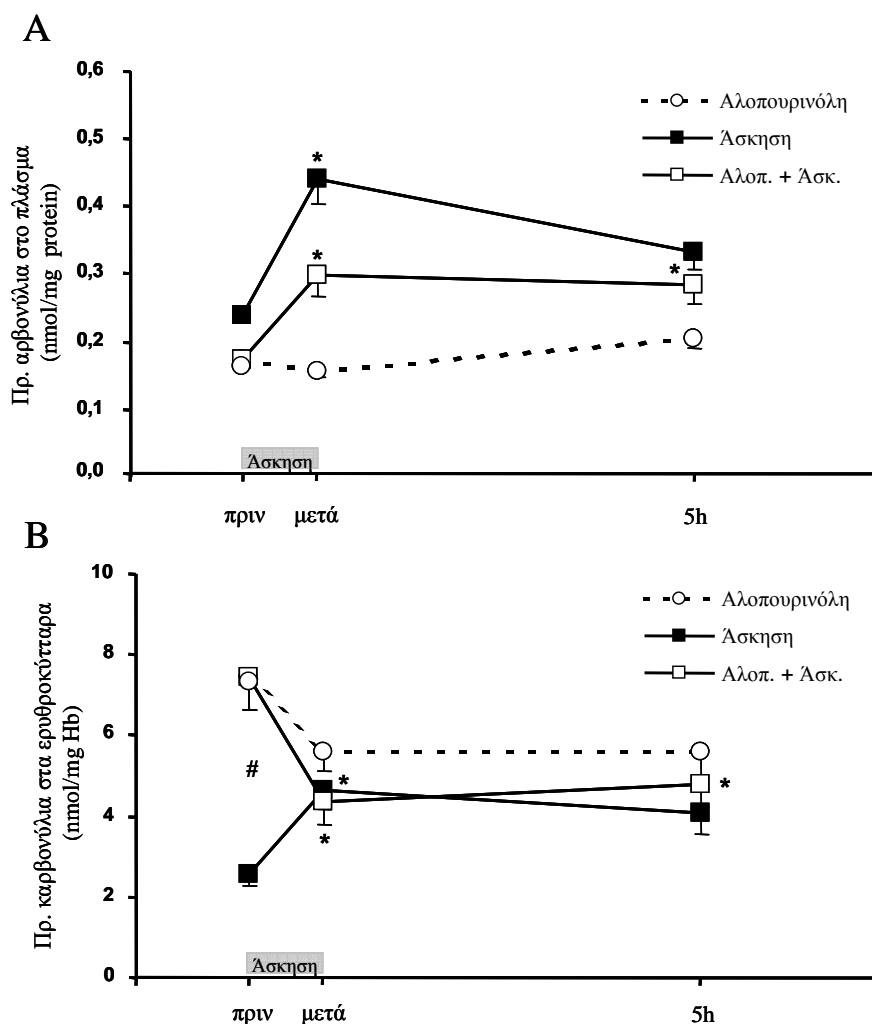 A
0,6
0,5
0,4
0,3
0,2
0,1
0,0
Πρ. αρβονύλια στο πλάσμα
(nmol/mg protein)
Αλοπουρινόλη
Άσκηση
Αλοπ. + Άσκ.
*
*
*
Άσκηση
πριν
μετά
5h
B
10
8
6
4
2
0
Πρ. καρβονύλια στα ερυθροκύτταρα
(nmol/mg Hb)
Αλοπουρινόλη
Άσκηση
Αλοπ. + Άσκ.
#
*
*
*
Άσκηση
πριν
μετά
5h